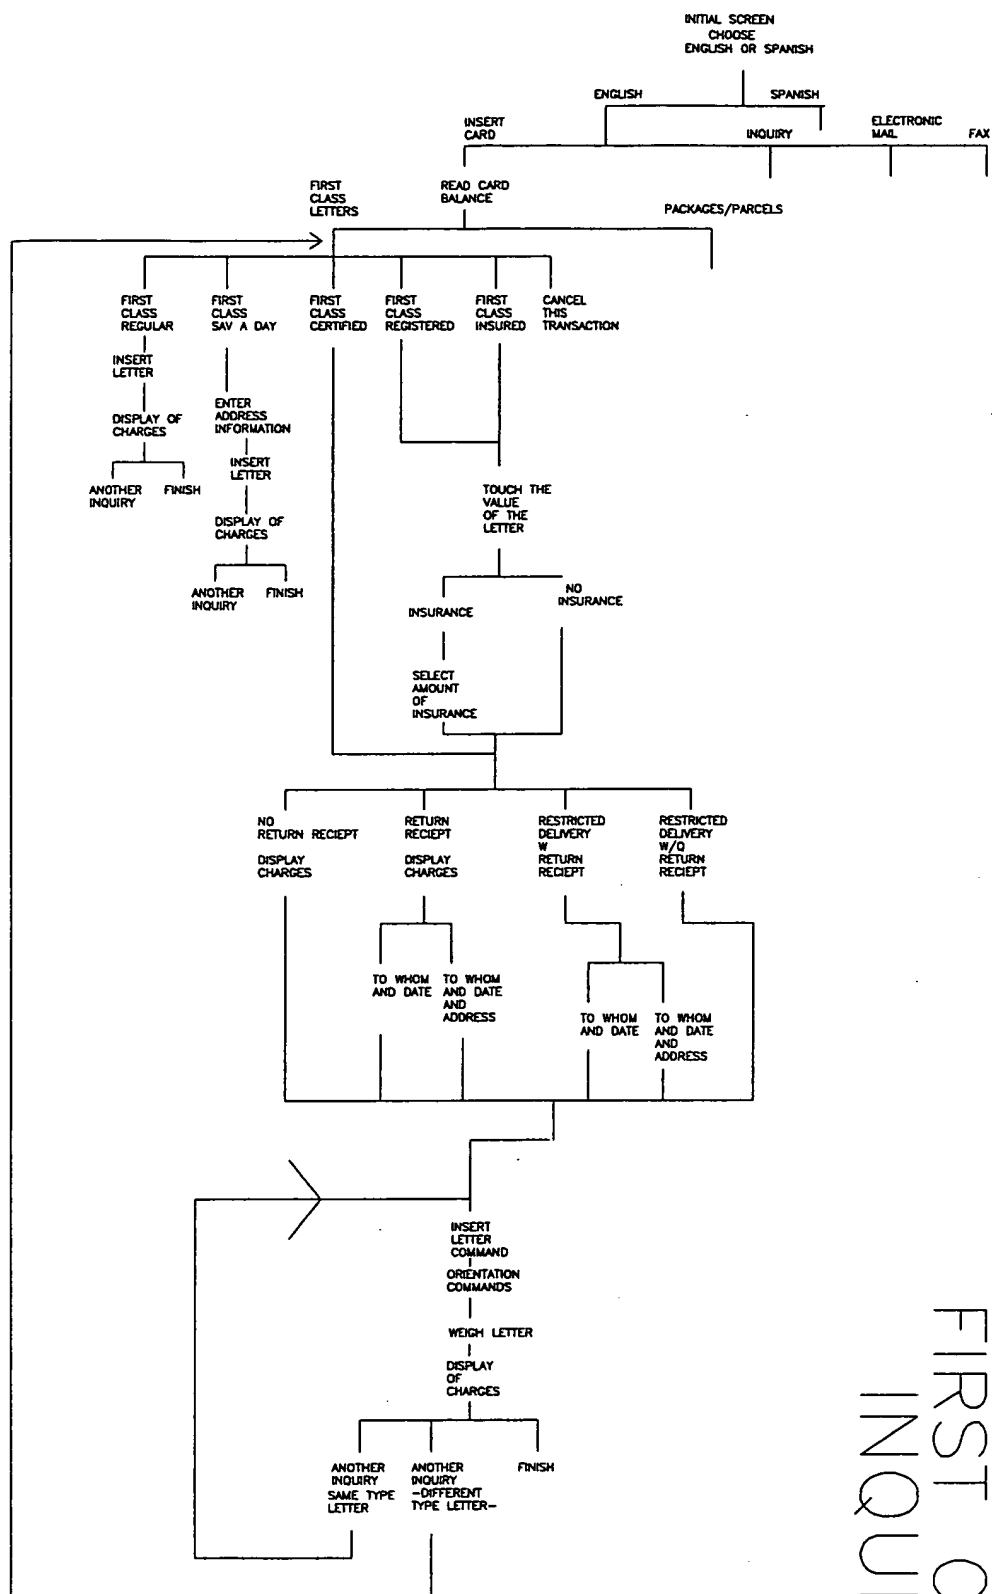 INITIAL SCREEN
CHOOSE
ENGLISH OR SPANISH
ENGLISH
SPANISH
INSERT
CARD
INQUIRY
ELECTRONIC
MAIL
FAX
FIRST
CLASS
LETTERS
READ CARD
BALANCE
PACKAGES/PARCELS
FIRST
CLASS
REGULAR
FIRST
CLASS
SAV A DAY
FIRST
CLASS
CERTIFIED
FIRST
CLASS
REGISTERED
FIRST
CLASS
INSURED
CANCEL
THIS
TRANSACTION
INSERT
LETTER
DISPLAY OF
CHARGES
ANOTHER
INQUIRY
FINISH
ENTER
ADDRESS
INFORMATION
INSERT
LETTER
DISPLAY OF
CHARGES
ANOTHER
INQUIRY
FINISH
TOUCH THE
VALUE
OF THE
LETTER
INSURANCE
NO
INSURANCE
SELECT
AMOUNT
OF
INSURANCE
NO
RETURN RECIEPT
DISPLAY
CHARGES
RETURN
RECIEPT
DISPLAY
CHARGES
RESTRICTED
DELIVERY
W
RETURN
RECIEPT
RESTRICTED
DELIVERY
W/O
RETURN
RECIEPT
TO WHOM
AND DATE
TO WHOM
AND DATE
AND
ADDRESS
TO WHOM
AND DATE
TO WHOM
AND DATE
AND
ADDRESS
INSERT
LETTER
COMMAND
ORIENTATION
COMMANDS
WEIGH LETTER
DISPLAY
OF
CHARGES
ANOTHER
INQUIRY
SAME TYPE
LETTER
ANOTHER
INQUIRY
-DIFFERENT
TYPE LETTER-
FINISH
FIRST C
INQU